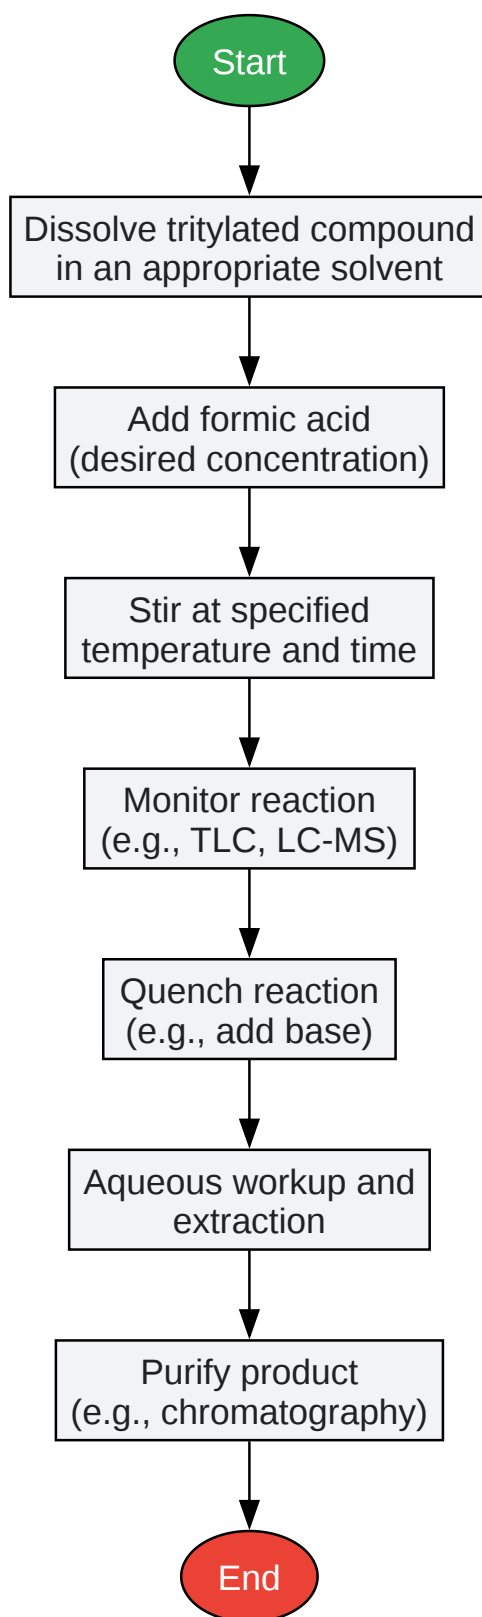 Start
Dissolve tritylated compound
in an appropriate solvent
Add formic acid
(desired concentration)
Stir at specified
temperature and time
Monitor reaction
(e.g., TLC, LC-MS)
Quench reaction
(e.g., add base)
Aqueous workup and
extraction
Purify product
(e.g., chromatography)
End